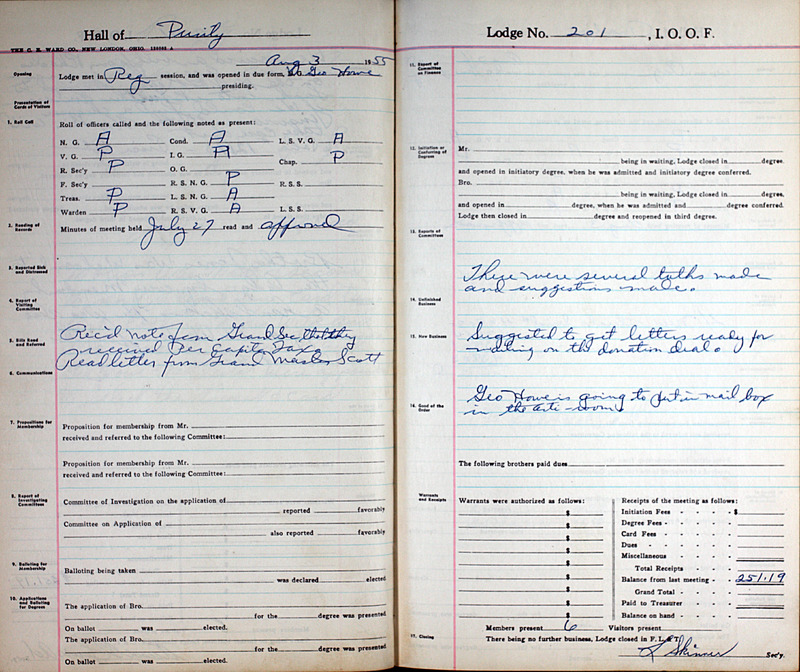 Hall of Purity
THE C. E. WARD CO., NEW LONDON, OHIO.
Aug 3 1955
Opening
Lodge met in Reg session, and was opened in due form, Geo Howe
presiding.
Presentation of Cards of Visitors
1. Roll Call
Roll of officers called and the following noted as present:
N. G. A Cond. A L. S. V. G. A
V. G. P I. G. A Chap. P
R. Sec'y P O. G.
F. Sec'y R. S. N. G. P R. S. S.
Treas. P L. S. N. G. A
Warden P R. S. V. G. A L. S. S.
2. Reading of Records
Minutes of meeting held July 27 read and approved
3. Reported Sick and Distressed
4. Report of Visiting Committee
5. Bills Read and Referred
Rec'd note from Grand Sec that they
received Per Capita Tax
6. Communications
Read letter from Grand Master Scott
7. Propositions for Membership
Proposition for membership from Mr.
received and referred to the following Committee:
Proposition for membership from Mr.
received and referred to the following Committee:
8. Report of Investigating Committees
Committee of Investigation on the application of
reported favorably
Committee on Application of
also reported favorably
9. Balloting for Membership
Balloting being taken
was declared elected
10. Applications and Balloting for Degrees
The application of Bro.
for the degree was presented
On ballot was elected.
The application of Bro.
for the degree was presented
On ballot was elected.
Lodge No. 201, I. O. O. F.
11. Report of Committee on Finance
12. Initiation or Conferring of Degrees
Mr.
being in waiting, Lodge closed in degree
and opened in initiatory degree, when he was admitted and initiatory degree conferred.
Bro.
being in waiting, Lodge closed in degree
and opened in degree, when he was admitted and degree conferred.
Lodge then closed in degree and reopened in third degree.
13. Reports of Committees
There were several talks made
and suggestions made.
14. Unfinished Business
15. New Business
Suggested to get letters ready for
mailing on the donation deal.
Geo Howe is going to put in mail box
16. Good of the Order
in the ante-room.
The following brothers paid dues
Warrants and Receipts
Warrants were authorized as follows: Receipts of the meeting as follows:
$ Initiation Fees - - - $
$ Degree Fees - - - -
$ Card Fees - - - -
$ Dues - - - - -
$ Miscellaneous - - - -
$ Total Receipts
$ Balance from last meeting - - 251.19
$ Grand Total - -
$ Paid to Treasurer - -
$ Balance on hand - -
Members present 6 Visitors present
17. Closing
There being no further business, Lodge closed in F. L. & T.
Skinner Sec'y.